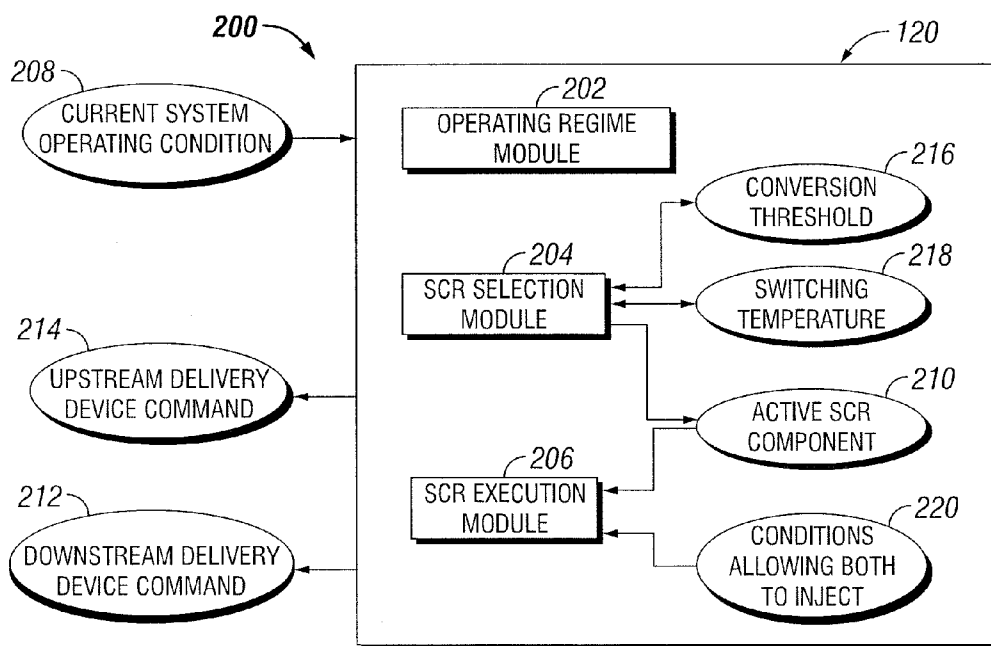 200
120
208
CURRENT SYSTEM
OPERATING CONDITION
202
OPERATING REGIME
MODULE
216
CONVERSION
THRESHOLD
204
SCR SELECTION
MODULE
218
SWITCHING
TEMPERATURE
214
UPSTREAM DELIVERY
DEVICE COMMAND
210
ACTIVE SCR
COMPONENT
206
SCR EXECUTION
MODULE
212
DOWNSTREAM DELIVERY
DEVICE COMMAND
220
CONDITIONS
ALLOWING BOTH
TO INJECT